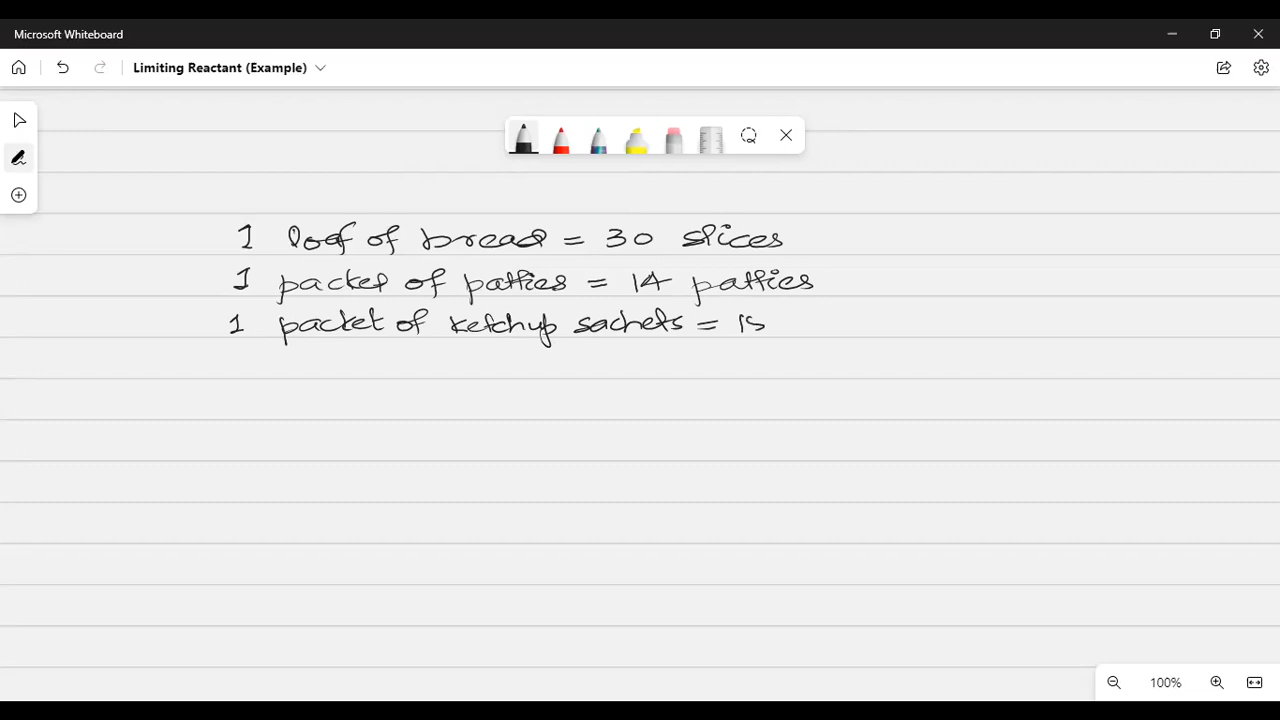 Microsoft Whiteboard
Limiting Reactant (Example)
1 loaf of bread = 30 slices
1 packet of patties = 14 patties
1 packet of ketchup sachets = 15
100%